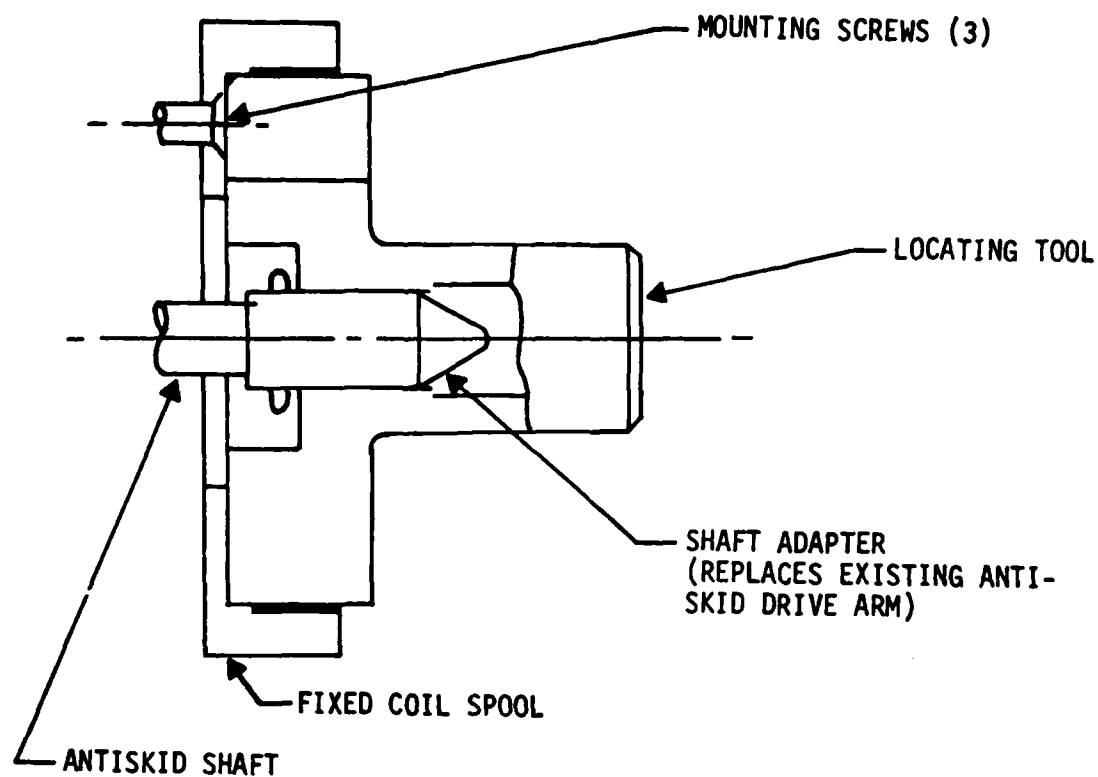 MOUNTING SCREWS (3)
LOCATING TOOL
SHAFT ADAPTER
(REPLACES EXISTING ANTI-
SKID DRIVE ARM)
FIXED COIL SPOOL
ANTISKID SHAFT